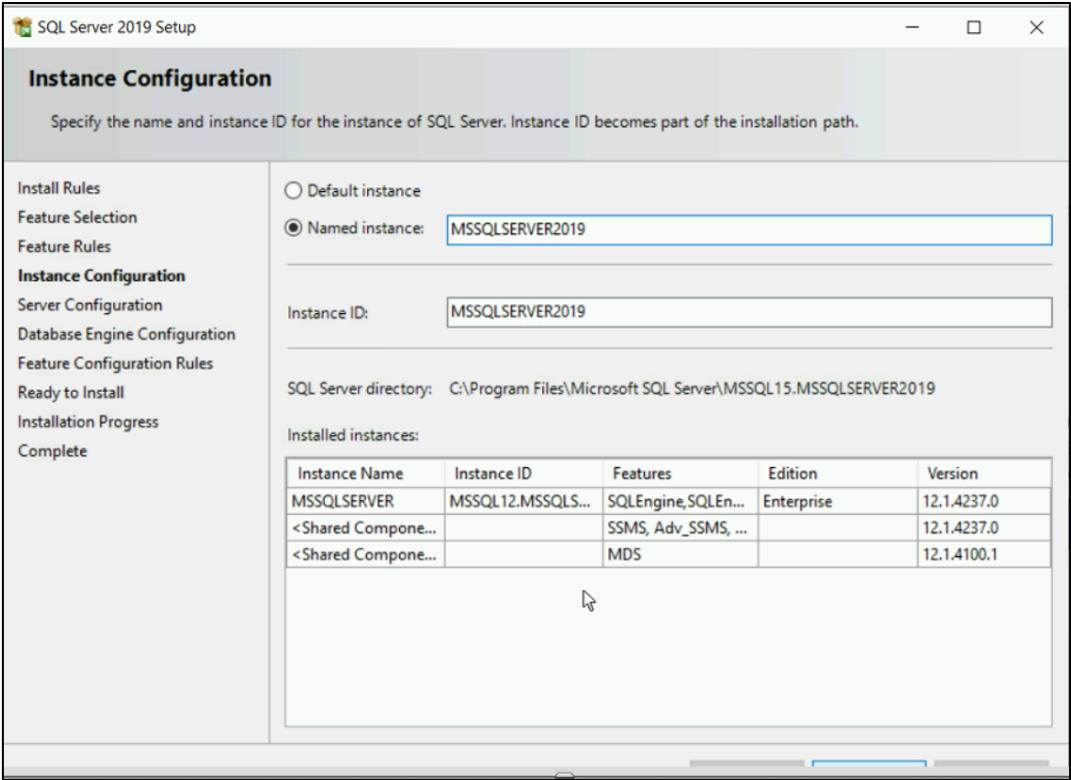 SQL Server 2019 Setup
Instance Configuration
Specify the name and instance ID for the instance of SQL Server. Instance ID becomes part of the installation path.
Install Rules
Feature Selection
Feature Rules
Instance Configuration
Server Configuration
Database Engine Configuration
Feature Configuration Rules
Ready to Install
Installation Progress
Complete
Default instance
Named instance: MSSQLSERVER2019
Instance ID: MSSQLSERVER2019
SQL Server directory: C:\Program Files\Microsoft SQL Server\MSSQL15.MSSQLSERVER2019
Installed instances:
Instance Name Instance ID Features Edition Version
MSSQLSERVER MSSQL12.MSSQLS... SQLEngine,SQLEn... Enterprise 12.1.4237.0
<Shared Compone... SSMS, Adv_SSMS, ... 12.1.4237.0
<Shared Compone... MDS 12.1.4100.1